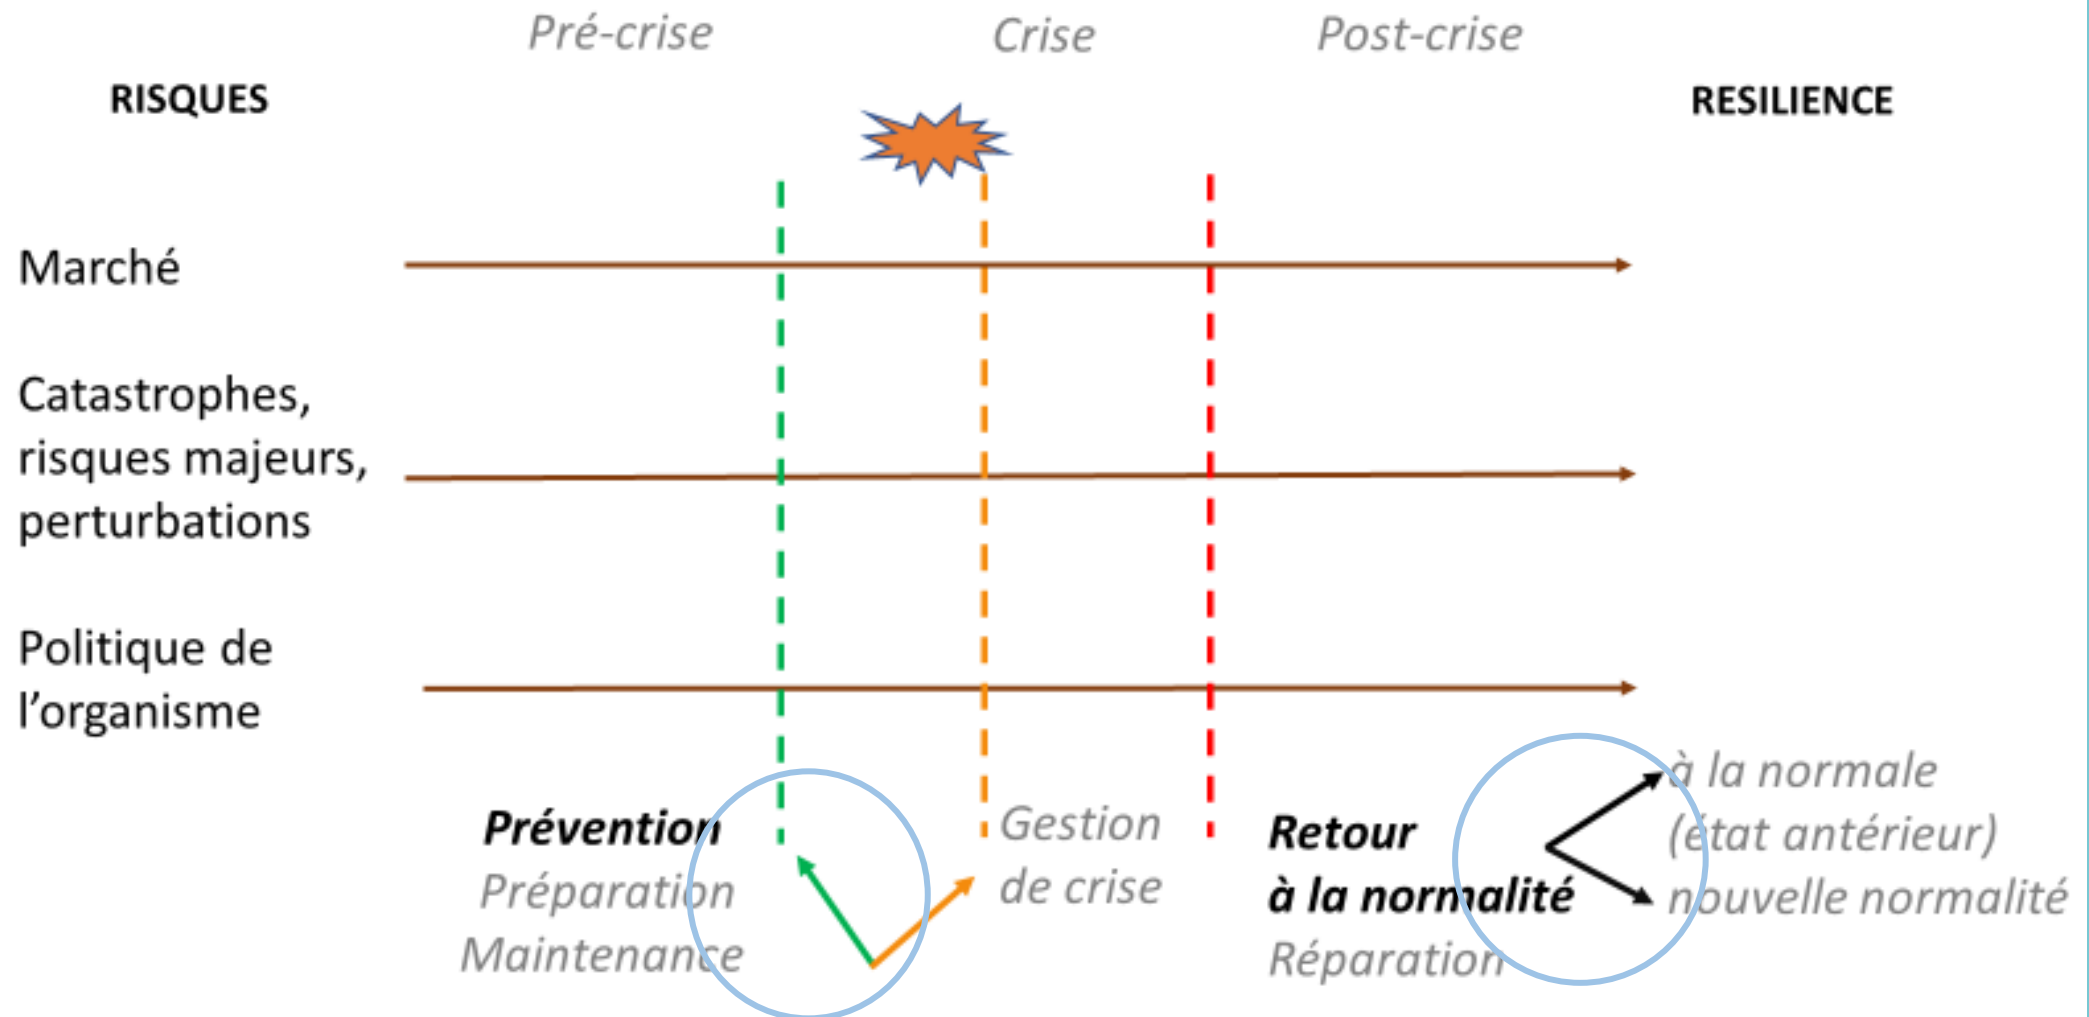 Pré-crise
Crise
Post-crise
RISQUES
RESILIENCE
Marché
Catastrophes,
risques majeurs,
perturbations
Politique de
l’organisme
Prévention
Préparation
Maintenance
Gestion
de crise
Retour
à la normalité
Réparation
à la normale
(état antérieur)
nouvelle normalité